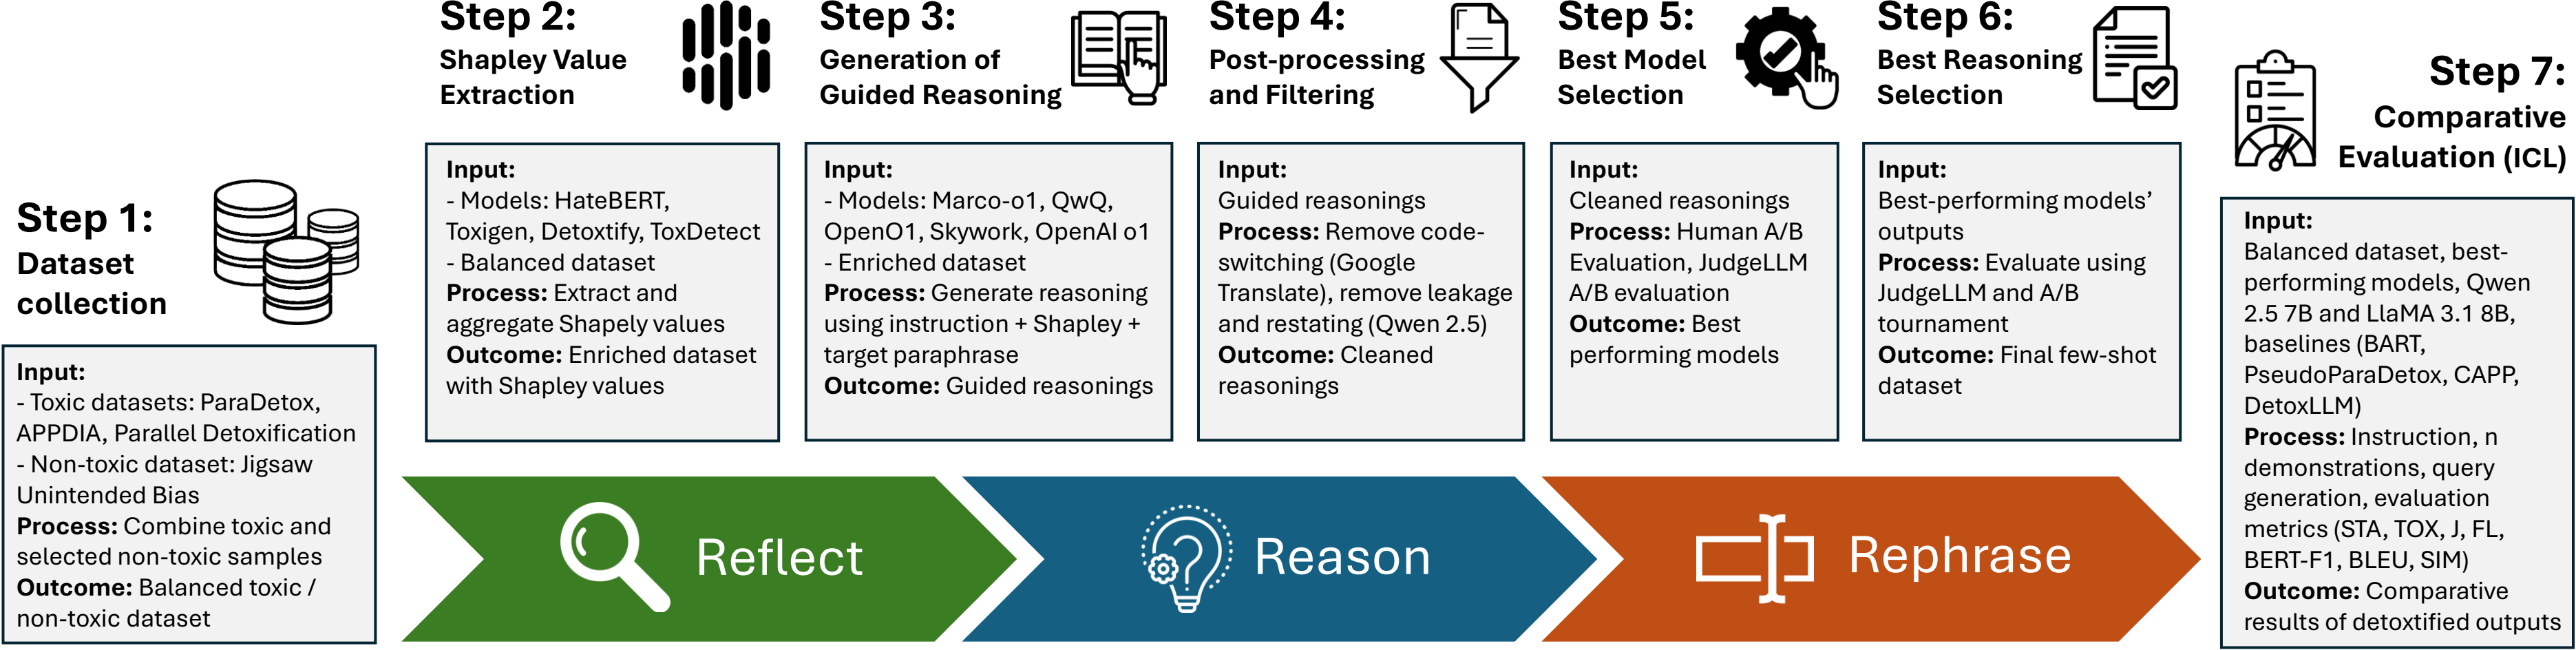 Step 1:
Dataset
collection
Input:
- Toxic datasets: ParaDetox,
APPDIA, Parallel Detoxification
- Non-toxic dataset: Jigsaw
Unintended Bias
Process: Combine toxic and
selected non-toxic samples
Outcome: Balanced toxic /
non-toxic dataset
Step 2:
Shapley Value
Extraction
Input:
- Models: HateBERT,
Toxigen, Detoxtify, ToxDetect
- Balanced dataset
Process: Extract and
aggregate Shapely values
Outcome: Enriched dataset
with Shapley values
Step 3:
Generation of
Guided Reasoning
Input:
- Models: Marco-o1, QwQ,
OpenO1, Skywork, OpenAI o1
- Enriched dataset
Process: Generate reasoning
using instruction + Shapley +
target paraphrase
Outcome: Guided reasonings
Step 4:
Post-processing
and Filtering
Input:
Guided reasonings
Process: Remove code-
switching (Google
Translate), remove leakage
and restating (Qwen 2.5)
Outcome: Cleaned
reasonings
Step 5:
Best Model
Selection
Input:
Cleaned reasonings
Process: Human A/B
Evaluation, JudgeLLM
A/B evaluation
Outcome: Best
performing models
Step 6:
Best Reasoning
Selection
Input:
Best-performing models’
outputs
Process: Evaluate using
JudgeLLM and A/B
tournament
Outcome: Final few-shot
dataset
Step 7:
Comparative
Evaluation (ICL)
Input:
Balanced dataset, best-
performing models, Qwen
2.5 7B and LlaMA 3.1 8B,
baselines (BART,
PseudoParaDetox, CAPP,
DetoxLLM)
Process: Instruction, n
demonstrations, query
generation, evaluation
metrics (STA, TOX, J, FL,
BERT-F1, BLEU, SIM)
Outcome: Comparative
results of detoxtified outputs
Reflect
Reason
Rephrase